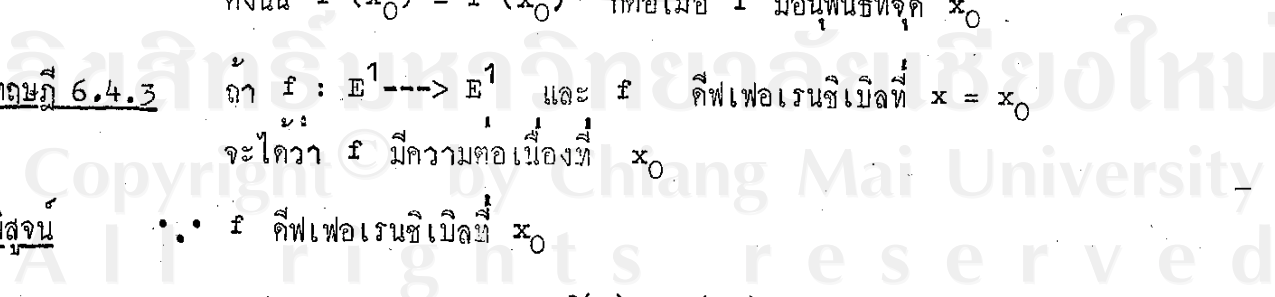 ดังนั้น f (x₀) = f (x₀) ก็ต่อเมื่อ f มีอนุพันธ์ที่จุด x₀
ทฤษฎี 6.4.3 ถ้า f : E¹---> E¹ และ f ดีฟเฟอเรนชิเบิลที่ x = x₀
จะได้ว่า f มีความต่อเนื่องที่ x₀
พิสูจน์ ∵ f ดีฟเฟอเรนชิเบิลที่ x₀
ลิขสิทธิ์มหาวิทยาลัยเชียงใหม่
Copyright © by Chiang Mai University
All rights reserved